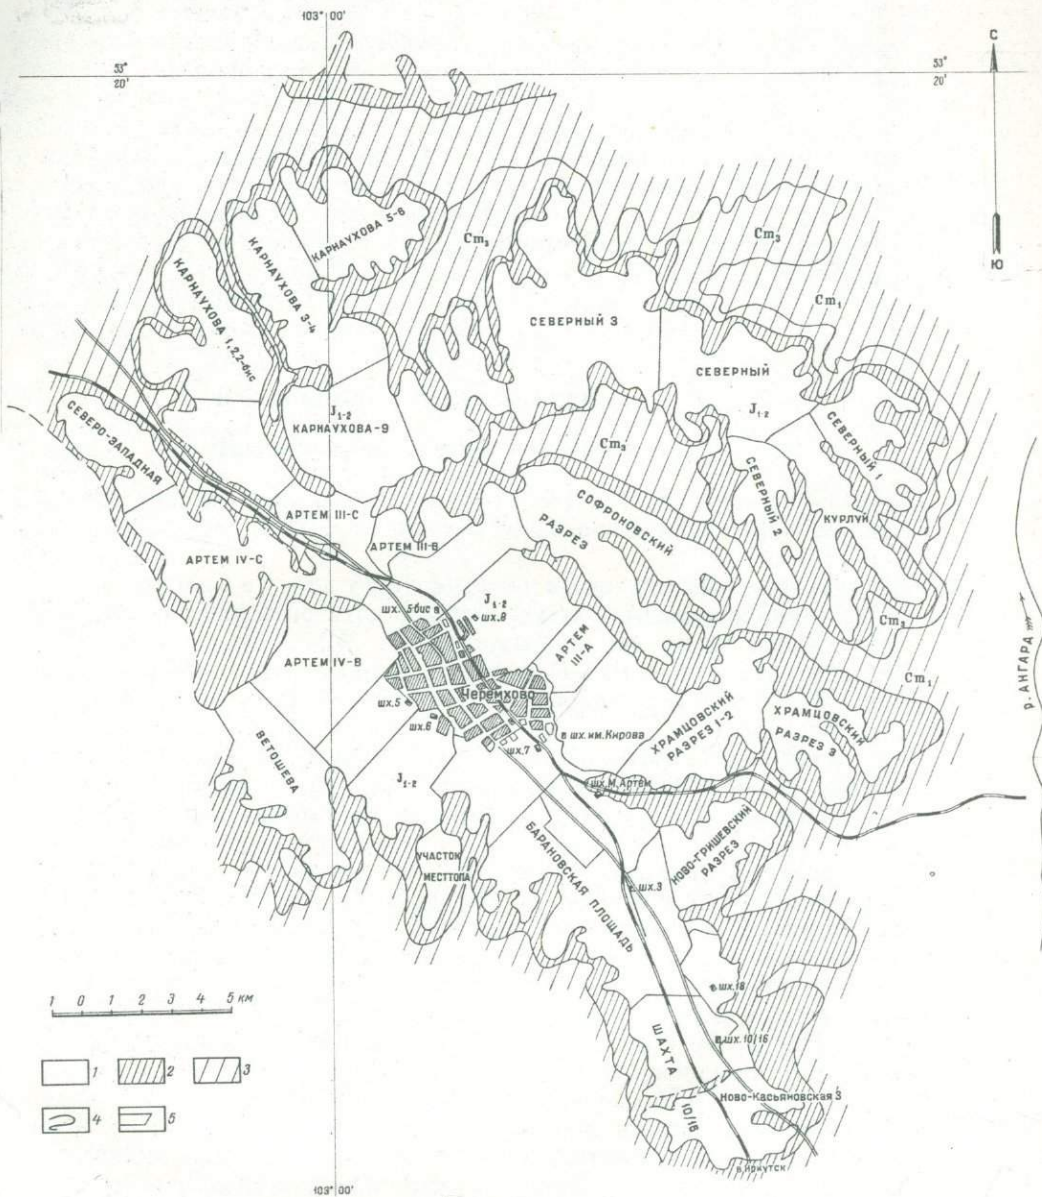 103° 00'
С
53°
20'
53°
20'
Ю
КАРНАУХОВА 5-6
Cm₃
Cm₃
КАРНАУХОВА 3-4
КАРНАУХОВА 1,2,2-бис
Cm₁
СЕВЕРНЫЙ 3
СЕВЕРНЫЙ
J₁₋₂
J₁₋₂
КАРНАУХОВА-9
СЕВЕРО-ЗАПАДНАЯ
СЕВЕРНЫЙ 1
Cm₃
СЕВЕРНЫЙ 2
КУРЛУЙ
СОФРОНОВСКИЙ
РАЗРЕЗ
АРТЕМ III-С
АРТЕМ III-В
АРТЕМ IV-С
шх. 5 бис
J₁₋₂
шх.8
Cm₃
АРТЕМ
III-А
р. АНГАРА
АРТЕМ IV-В
Cm₁
Черемхово
шх.5
шх.6
шх.7
шх им.Кирова
ХРАМЦОВСКИЙ
РАЗРЕЗ 1-2
ХРАМЦОВСКИЙ
РАЗРЕЗ 3
ВЕТОШЕВА
J₁₋₂
шх.М.Артем
УЧАСТОК
МЕСТТОПА
БАРАНОВСКАЯ ПЛОЩАДЬ
НОВО-ГРИШЕВСКИЙ
РАЗРЕЗ
шх.3
шх.18
шх.10/16
ШАХТА
10/16
Ново-Касьяновская 3
в Иркутск
1 0 1 2 3 4 5 км
1 2 3
4 5
103° 00'